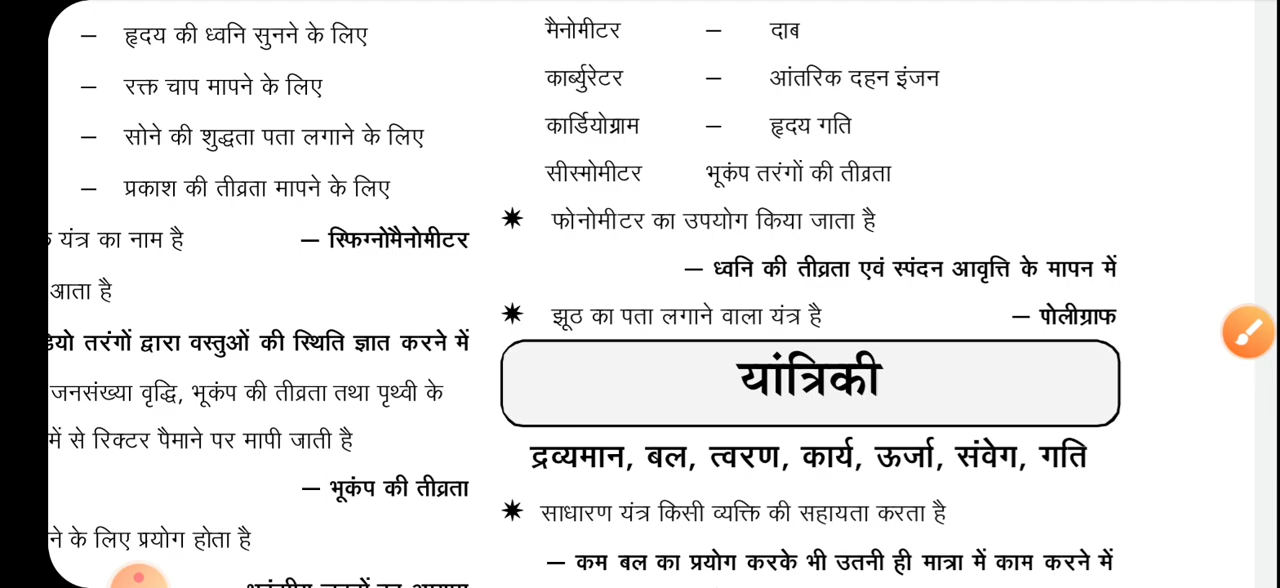 – हृदय की ध्वनि सुनने के लिए
– रक्त चाप मापने के लिए
– सोने की शुद्धता पता लगाने के लिए
– प्रकाश की तीव्रता मापने के लिए
यंत्र का नाम है – स्फिग्नोमैनोमीटर
आता है
तरंगों द्वारा वस्तुओं की स्थिति ज्ञात करने में
जनसंख्या वृद्धि, भूकंप की तीव्रता तथा पृथ्वी के
में से रिक्टर पैमाने पर मापी जाती है
– भूकंप की तीव्रता
के लिए प्रयोग होता है
मैनोमीटर – दाब
कार्ब्युरेटर – आंतरिक दहन इंजन
कार्डियोग्राम – हृदय गति
सीस्मोमीटर भूकंप तरंगों की तीव्रता
✷ फोनोमीटर का उपयोग किया जाता है
– ध्वनि की तीव्रता एवं स्पंदन आवृत्ति के मापन में
✷ झूठ का पता लगाने वाला यंत्र है – पोलीग्राफ
यांत्रिकी
द्रव्यमान, बल, त्वरण, कार्य, ऊर्जा, संवेग, गति
✷ साधारण यंत्र किसी व्यक्ति की सहायता करता है
– कम बल का प्रयोग करके भी उतनी ही मात्रा में काम करने में